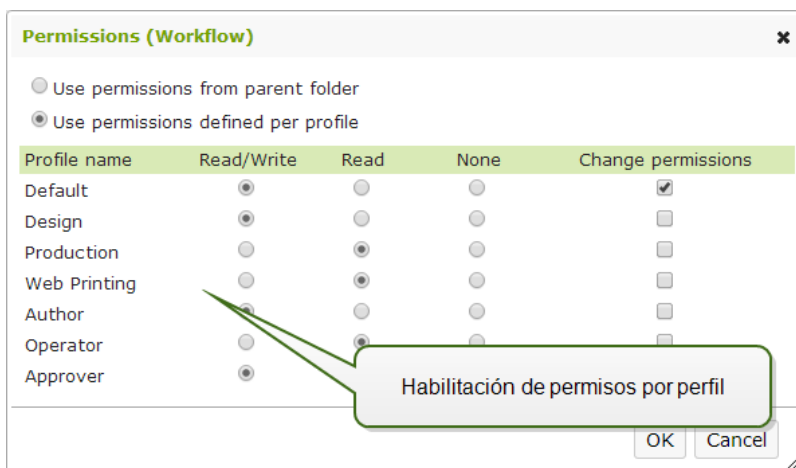 Permissions (Workflow)
Use permissions from parent folder
Use permissions defined per profile
Profile name Read/Write Read None Change permissions
Default
Design
Production
Web Printing
Author
Operator
Approver
Habilitación de permisos por perfil
OK Cancel